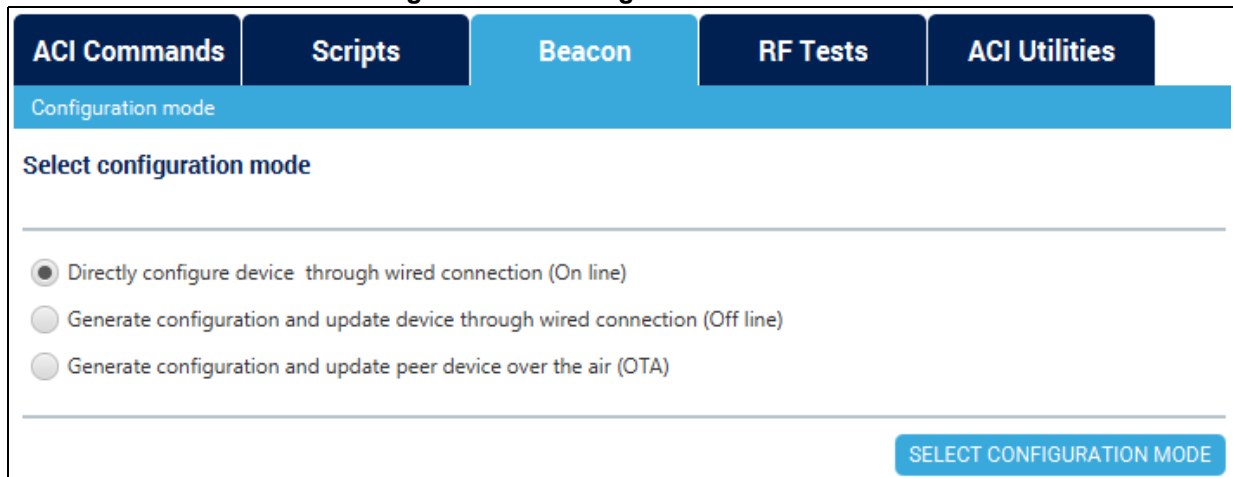 ACI Commands Scripts Beacon RF Tests ACI Utilities
Configuration mode
Select configuration mode
Directly configure device through wired connection (On line)
Generate configuration and update device through wired connection (Off line)
Generate configuration and update peer device over the air (OTA)
SELECT CONFIGURATION MODE